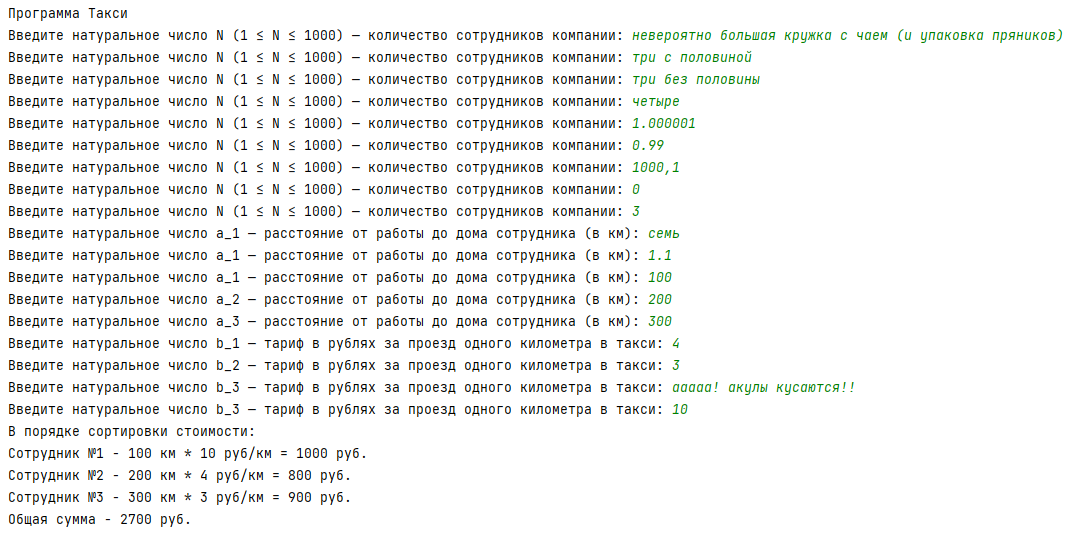 Программа Такси
Введите натуральное число N (1 ≤ N ≤ 1000) — количество сотрудников компании: невероятно большая кружка с чаем (и упаковка пряников)
Введите натуральное число N (1 ≤ N ≤ 1000) — количество сотрудников компании: три с половиной
Введите натуральное число N (1 ≤ N ≤ 1000) — количество сотрудников компании: три без половины
Введите натуральное число N (1 ≤ N ≤ 1000) — количество сотрудников компании: четыре
Введите натуральное число N (1 ≤ N ≤ 1000) — количество сотрудников компании: 1.000001
Введите натуральное число N (1 ≤ N ≤ 1000) — количество сотрудников компании: 0.99
Введите натуральное число N (1 ≤ N ≤ 1000) — количество сотрудников компании: 1000,1
Введите натуральное число N (1 ≤ N ≤ 1000) — количество сотрудников компании: 0
Введите натуральное число N (1 ≤ N ≤ 1000) — количество сотрудников компании: 3
Введите натуральное число a_1 — расстояние от работы до дома сотрудника (в км): семь
Введите натуральное число a_1 — расстояние от работы до дома сотрудника (в км): 1.1
Введите натуральное число a_1 — расстояние от работы до дома сотрудника (в км): 100
Введите натуральное число a_2 — расстояние от работы до дома сотрудника (в км): 200
Введите натуральное число a_3 — расстояние от работы до дома сотрудника (в км): 300
Введите натуральное число b_1 — тариф в рублях за проезд одного километра в такси: 4
Введите натуральное число b_2 — тариф в рублях за проезд одного километра в такси: 3
Введите натуральное число b_3 — тариф в рублях за проезд одного километра в такси: ааааа! акулы кусаются!!
Введите натуральное число b_3 — тариф в рублях за проезд одного километра в такси: 10
В порядке сортировки стоимости:
Сотрудник №1 - 100 км * 10 руб/км = 1000 руб.
Сотрудник №2 - 200 км * 4 руб/км = 800 руб.
Сотрудник №3 - 300 км * 3 руб/км = 900 руб.
Общая сумма - 2700 руб.